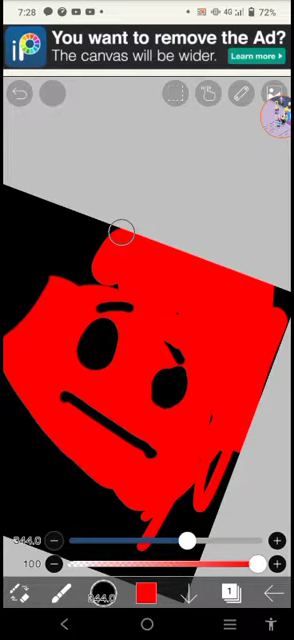 7:28
4G
72%
iP
You want to remove the Ad?
The canvas will be wider.
Learn more
344.0
100
344.0
1